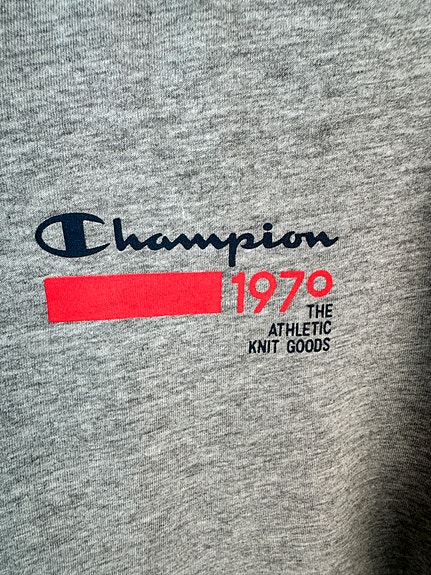 Champion
1970
THE
ATHLETIC
KNIT GOODS